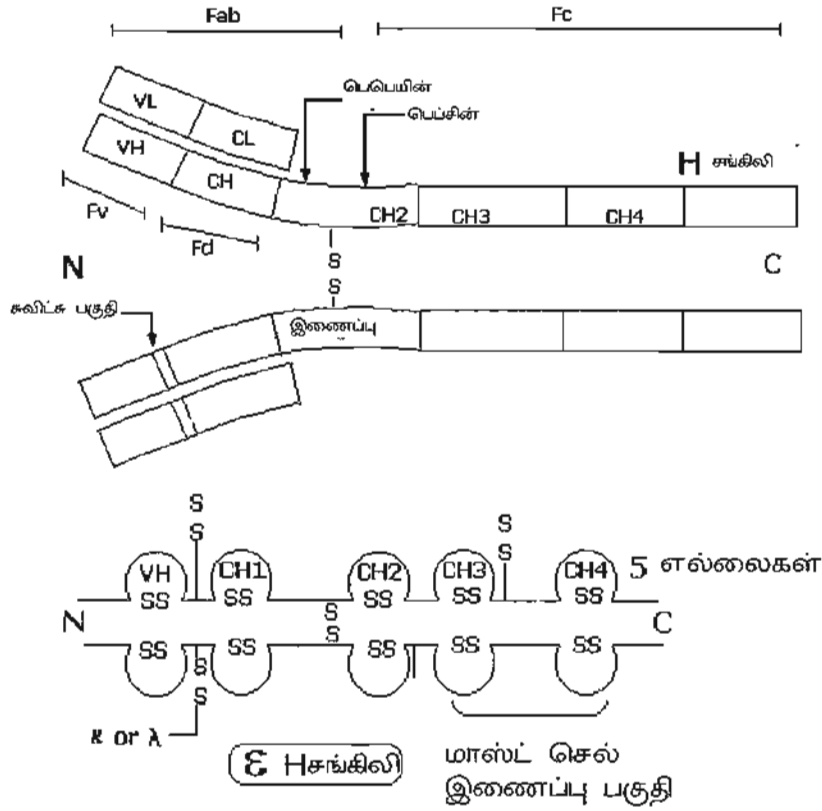 Fab Fc
பெபெயின்
பெப்சின்
VL
CL
VH
CH
H சங்கிலி
CH2 CH3 CH4
Fv
Fd
N
S
S
C
சுவிட்சு பகுதி
இணைப்பு
S
S
S
S
VH CH1 CH2 CH3 CH4 5 எல்லைகள்
SS SS SS SS SS
N
S
S
C
SS SS SS SS SS
S
S
K or λ
ε Hசங்கிலி
மாஸ்ட் செல்
இணைப்பு பகுதி